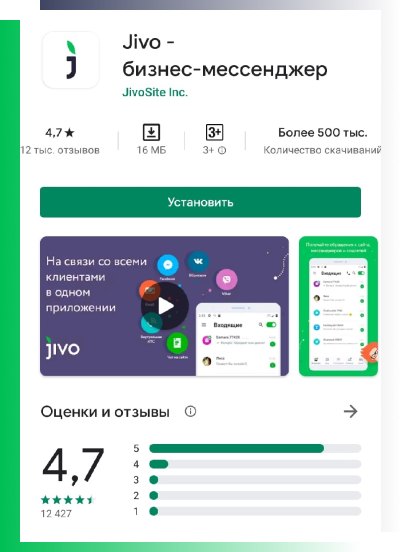 Jivo -
бизнес-мессенджер
JivoSite Inc.
4,7★
12 тыс. отзывов
16 МБ
3+
3+
Более 500 тыс.
Количество скачиваний
Установить
На связи со всеми
клиентами
в одном
приложении
Facebook
ВКонтакте
Viber
Виртуальная
АТС
Чат на сайте
jivo
Входящие
Входящие
Оценки и отзывы
4,7
12 427
5
4
3
2
1